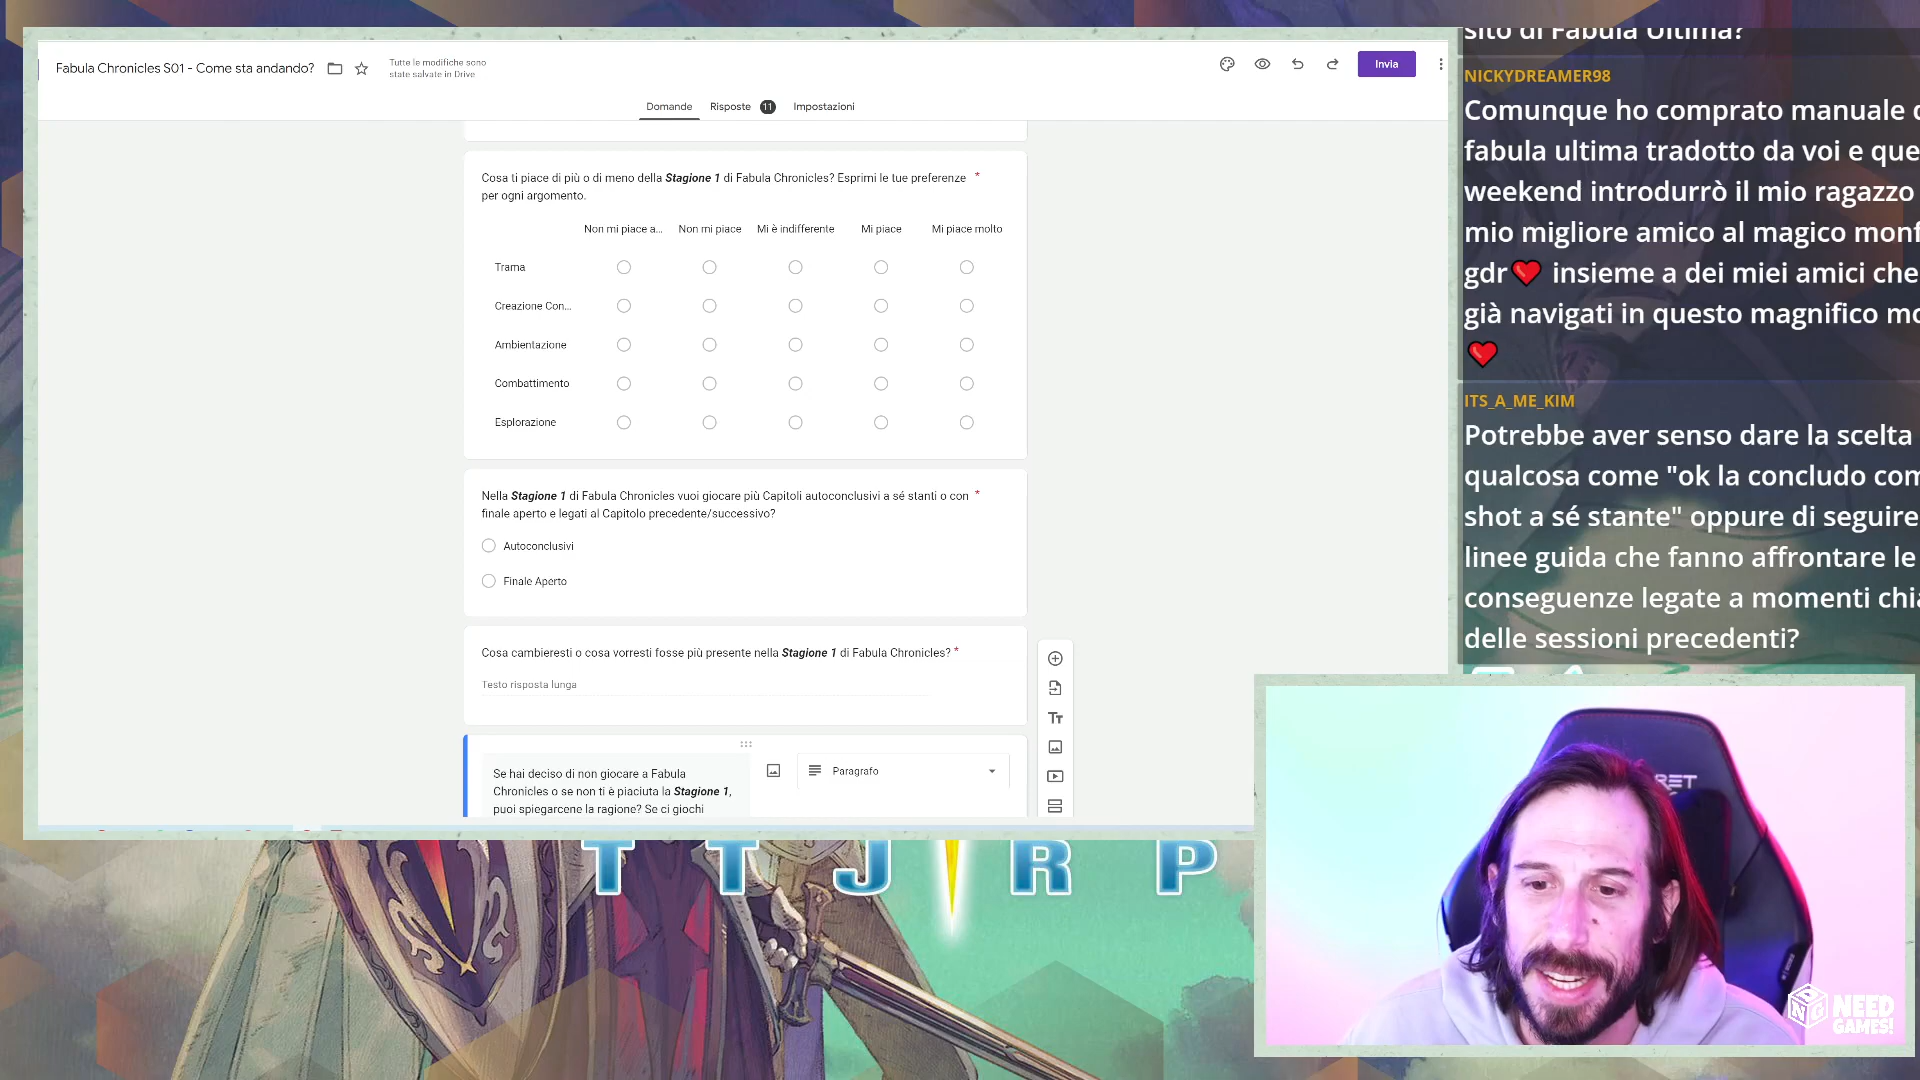 Fabula Chronicles S01 - Come sta andando?
Tutte le modifiche sono
state salvate in Drive
Invia
Domande
Risposte 11
Impostazioni
Cosa ti piace di più o di meno della Stagione 1 di Fabula Chronicles? Esprimi le tue preferenze *
per ogni argomento.
Non mi piace a... Non mi piace Mi è indifferente Mi piace Mi piace molto
Trama
Creazione Con...
Ambientazione
Combattimento
Esplorazione
Nella Stagione 1 di Fabula Chronicles vuoi giocare più Capitoli autoconclusivi a sé stanti o con *
finale aperto e legati al Capitolo precedente/successivo?
Autoconclusivi
Finale Aperto
Cosa cambieresti o cosa vorresti fosse più presente nella Stagione 1 di Fabula Chronicles? *
Testo risposta lunga
Se hai deciso di non giocare a Fabula
Chronicles o se non ti è piaciuta la Stagione 1,
puoi spiegarcene la ragione? Se ci giochi
Paragrafo
Tт
sito di Fabula Ultima?
NICKYDREAMER98
Comunque ho comprato manuale
fabula ultima tradotto da voi e que
weekend introdurrò il mio ragazzo
mio migliore amico al magico
gdr insieme a dei miei amici che
già navigati in questo magnifico
ITS_A_ME_KIM
Potrebbe aver senso dare la scelta
qualcosa come "ok la concludo
shot a sé stante" oppure di seguire
linee guida che fanno affrontare le
conseguenze legate a momenti
delle sessioni precedenti?
T T J R P
NEED
GAMES!